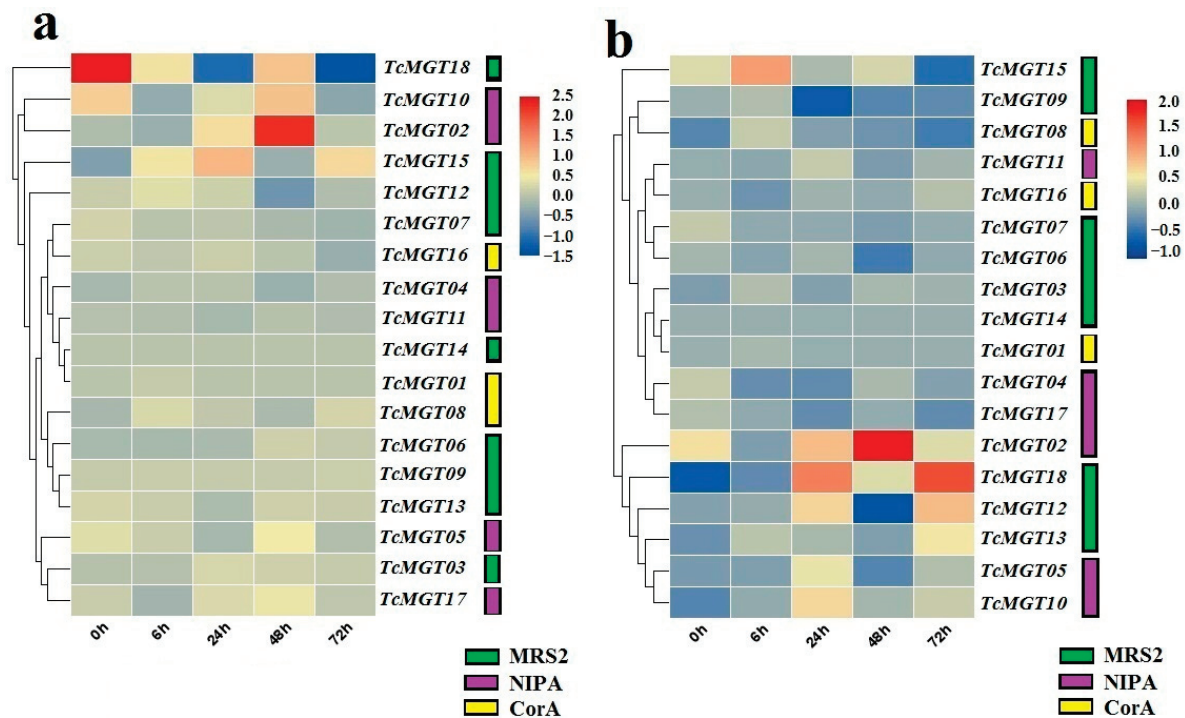 a
TcMGT18
TcMGT10
TcMGT02
TcMGT15
TcMGT12
TcMGT07
TcMGT16
TcMGT04
TcMGT11
TcMGT14
TcMGT01
TcMGT08
TcMGT06
TcMGT09
TcMGT13
TcMGT05
TcMGT03
TcMGT17
2.5
2.0
1.5
1.0
0.5
0.0
−0.5
−1.0
−1.5
0h 6h 24h 48h 72h
MRS2
NIPA
CorA
b
TcMGT15
TcMGT09
TcMGT08
TcMGT11
TcMGT16
TcMGT07
TcMGT06
TcMGT03
TcMGT14
TcMGT01
TcMGT04
TcMGT17
TcMGT02
TcMGT18
TcMGT12
TcMGT13
TcMGT05
TcMGT10
2.0
1.5
1.0
0.5
0.0
−0.5
−1.0
0h 6h 24h 48h 72h
MRS2
NIPA
CorA